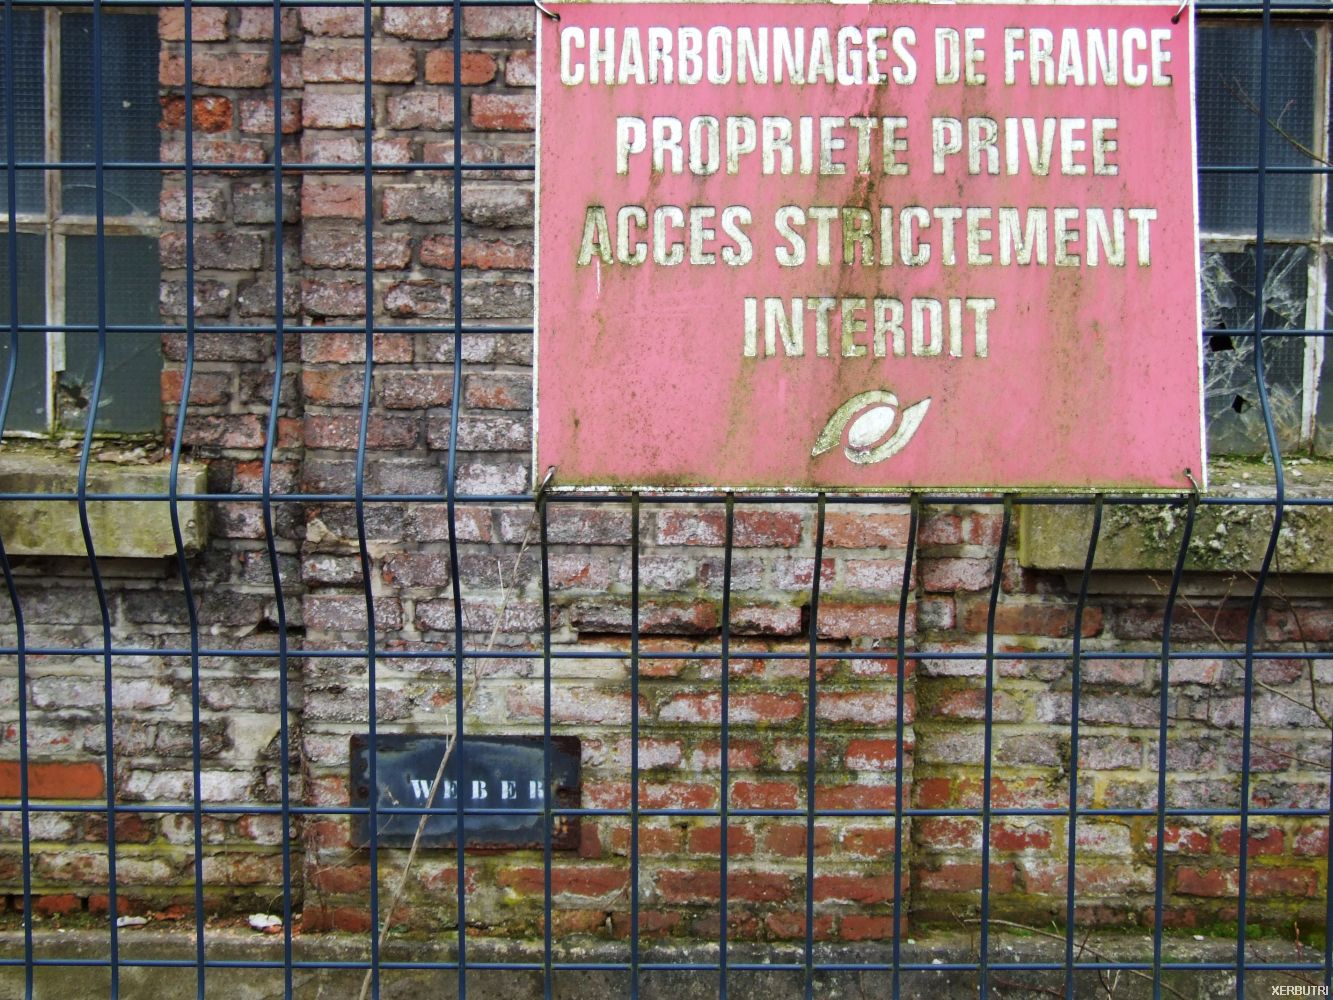 CHARBONNAGES DE FRANCE
PROPRIETE PRIVEE
ACCES STRICTEMENT
INTERDIT
WEBER
XERBUTRI